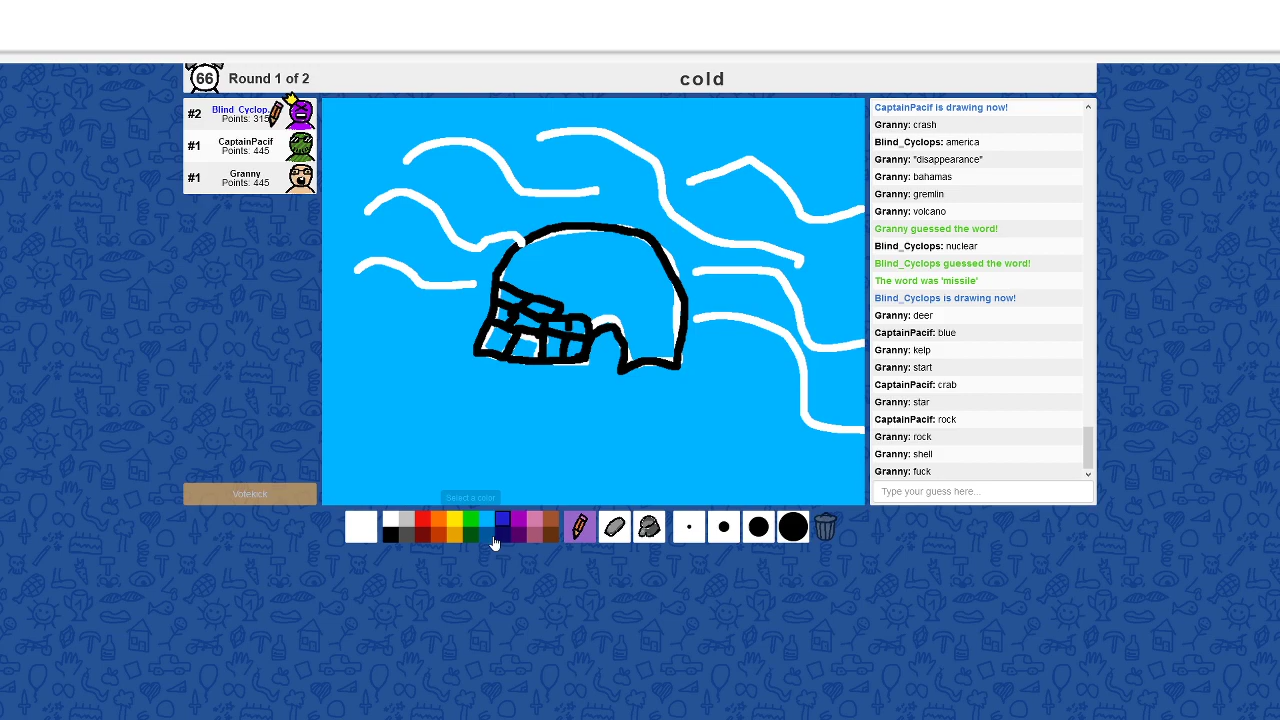 66
Round 1 of 2
cold
#2
Blind_Cyclop
Points: 315
#1
CaptainPacif
Points: 445
#1
Granny
Points: 445
Votekick
CaptainPacif is drawing now!
Granny: crash
Blind_Cyclops: america
Granny: *disappearance*
Granny: bahamas
Granny: gremlin
Granny: volcano
Granny guessed the word!
Blind_Cyclops: nuclear
Blind_Cyclops guessed the word!
The word was 'missile'
Blind_Cyclops is drawing now!
Granny: deer
CaptainPacif: blue
Granny: kelp
Granny: start
CaptainPacif: crab
Granny: star
CaptainPacif: rock
Granny: rock
Granny: shell
Granny: fuck
Type your guess here...
Select a color